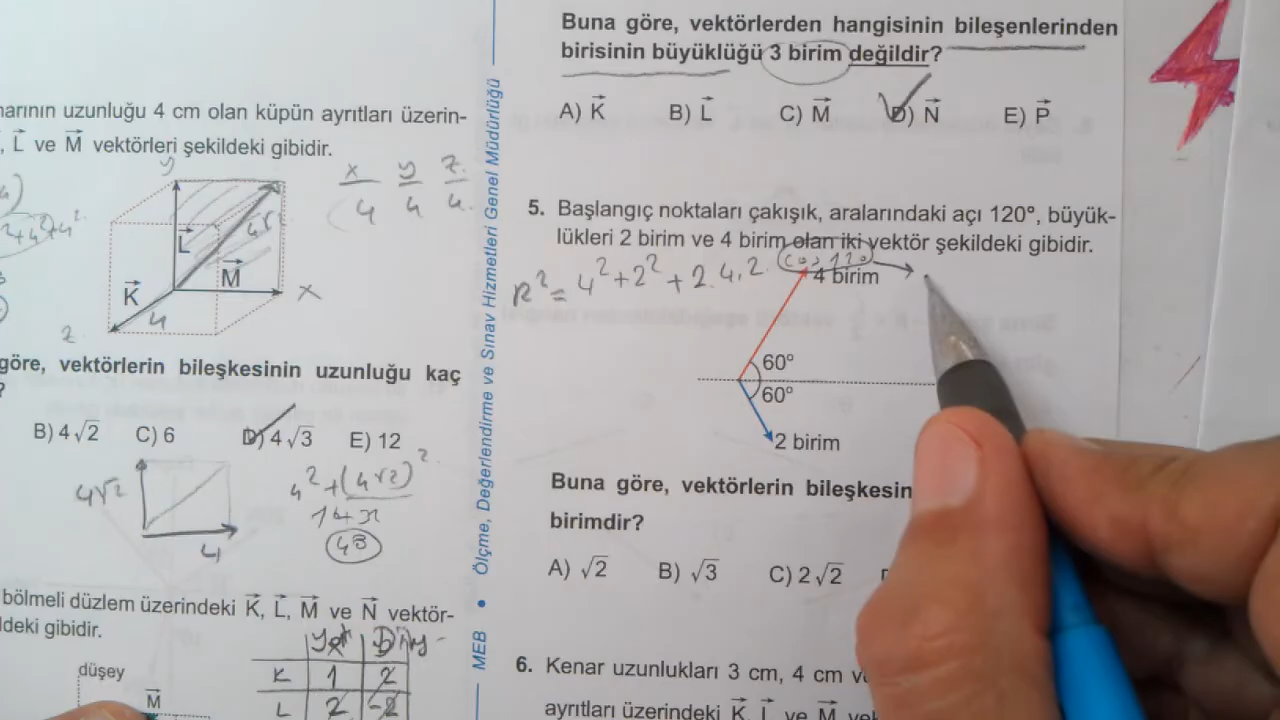 narının uzunluğu 4 cm olan küpün ayrıtları üzerin-
, L ve M vektörleri şekildeki gibidir.
y
x y z
4 4 4
L
M
K
4
x
z
göre, vektörlerin bileşkesinin uzunluğu kaç
?
B) 4√2 C) 6 D) 4√3 E) 12
4√2
4
4² + (4√2)²
48
bölmeli düzlem üzerindeki K, L, M ve N vektör-
ldeki gibidir.
düşey
M
K 1 2
L 2 -2
MEB • Ölçme, Değerlendirme ve Sınav Hizmetleri Genel Müdürlüğü
Buna göre, vektörlerden hangisinin bileşenlerinden
birisinin büyüklüğü 3 birim değildir?
A) K B) L C) M D) N E) P
5. Başlangıç noktaları çakışık, aralarındaki açı 120°, büyük-
lükleri 2 birim ve 4 birim olan iki vektör şekildeki gibidir.
R² = 4² + 2² + 2.4.2. cos120
4 birim
60°
60°
2 birim
Buna göre, vektörlerin bileşkesin
birimdir?
A) √2 B) √3 C) 2√2
6. Kenar uzunlukları 3 cm, 4 cm
ayrıtları üzerindeki K, L ve M